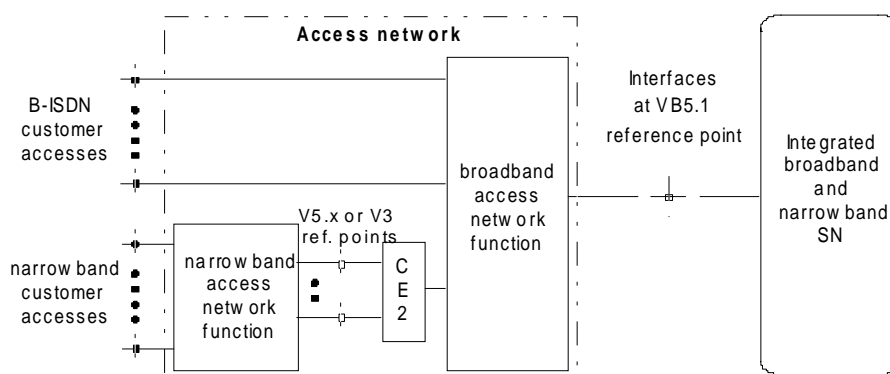 Access network
B-ISDN
customer
accesses
Interfaces
at VB5.1
reference point
Integrated
broadband
and
narrow band
SN
broadband
access
network
function
V5.x or V3
ref. points
narrow band
customer
accesses
narrow band
access
network
function
C
E
2